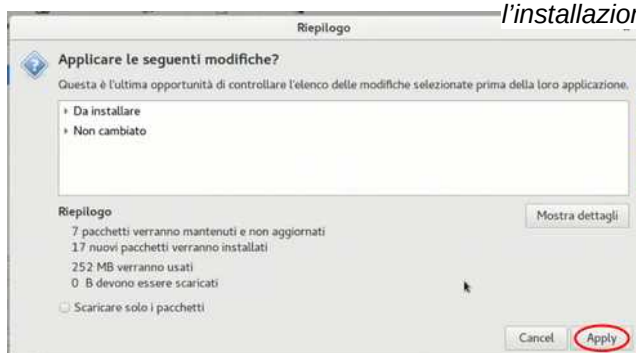 l'installazion
Riepilogo
Applicare le seguenti modifiche?
Questa è l'ultima opportunità di controllare l'elenco delle modifiche selezionate prima della loro applicazione.
Da installare
Non cambiato
Riepilogo
Mostra dettagli
7 pacchetti verranno mantenuti e non aggiornati
17 nuovi pacchetti verranno installati
252 MB verranno usati
0 B devono essere scaricati
Scaricare solo i pacchetti
Cancel Apply